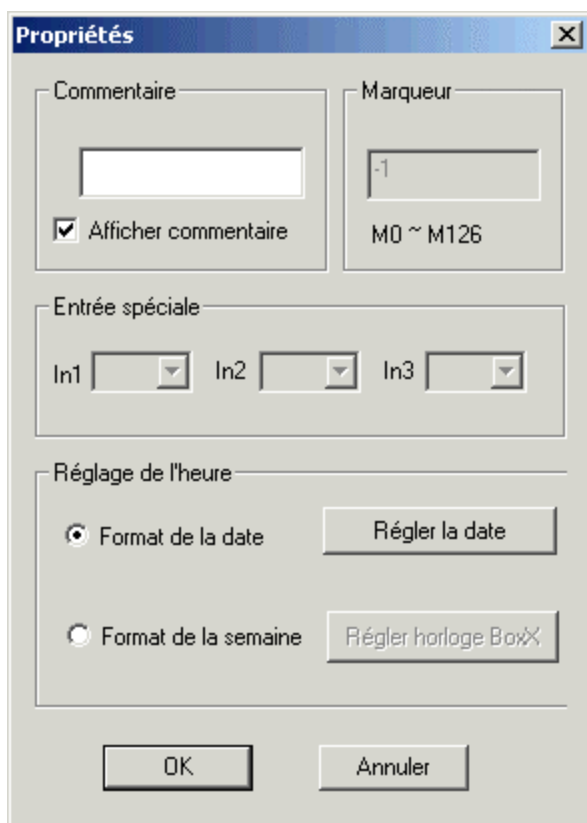 Propriétés
Commentaire
Marqueur
-1
Afficher commentaire
M0 ~ M126
Entrée spéciale
In1
In2
In3
Réglage de l'heure
Format de la date
Régler la date
Format de la semaine
Régler horloge BoxX
OK
Annuler